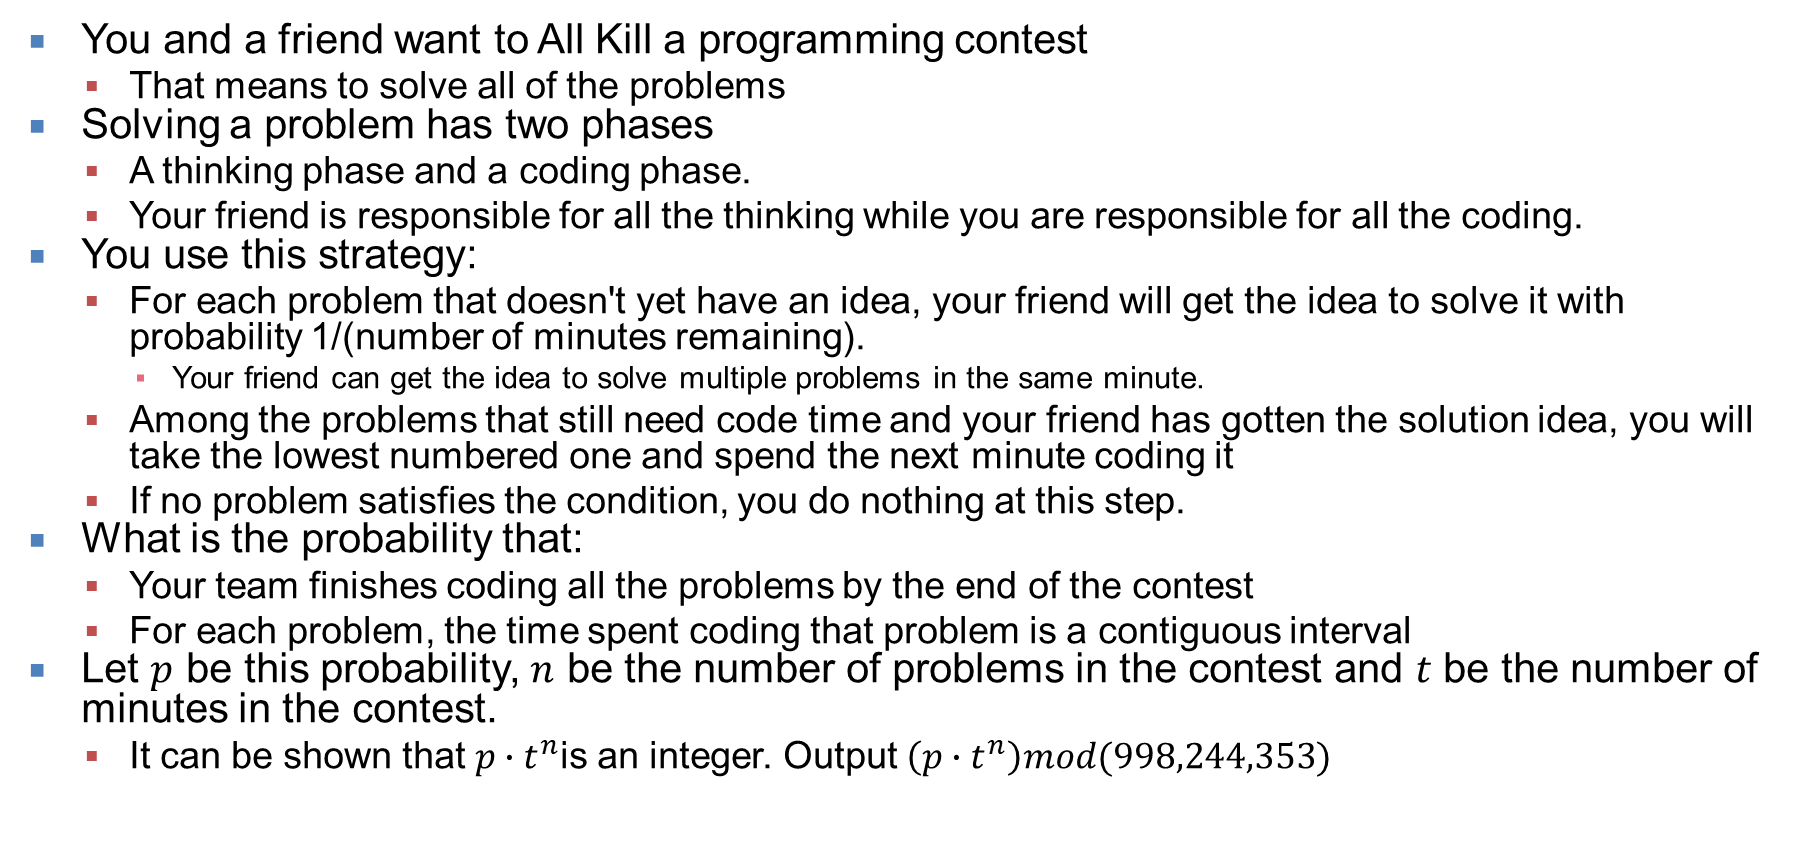 You and a friend want to All Kill a programming contest
That means to solve all of the problems
Solving a problem has two phases
A thinking phase and a coding phase.
Your friend is responsible for all the thinking while you are responsible for all the coding.
You use this strategy:
For each problem that doesn't yet have an idea, your friend will get the idea to solve it with
probability 1/(number of minutes remaining).
Your friend can get the idea to solve multiple problems in the same minute.
Among the problems that still need code time and your friend has gotten the solution idea, you will
take the lowest numbered one and spend the next minute coding it
If no problem satisfies the condition, you do nothing at this step.
What is the probability that:
Your team finishes coding all the problems by the end of the contest
For each problem, the time spent coding that problem is a contiguous interval
Let 𝑝 be this probability, 𝑛 be the number of problems in the contest and 𝑡 be the number of
minutes in the contest.
It can be shown that 𝑝 · 𝑡ⁿis an integer. Output (𝑝 · 𝑡ⁿ)𝑚𝑜𝑑(998,244,353)